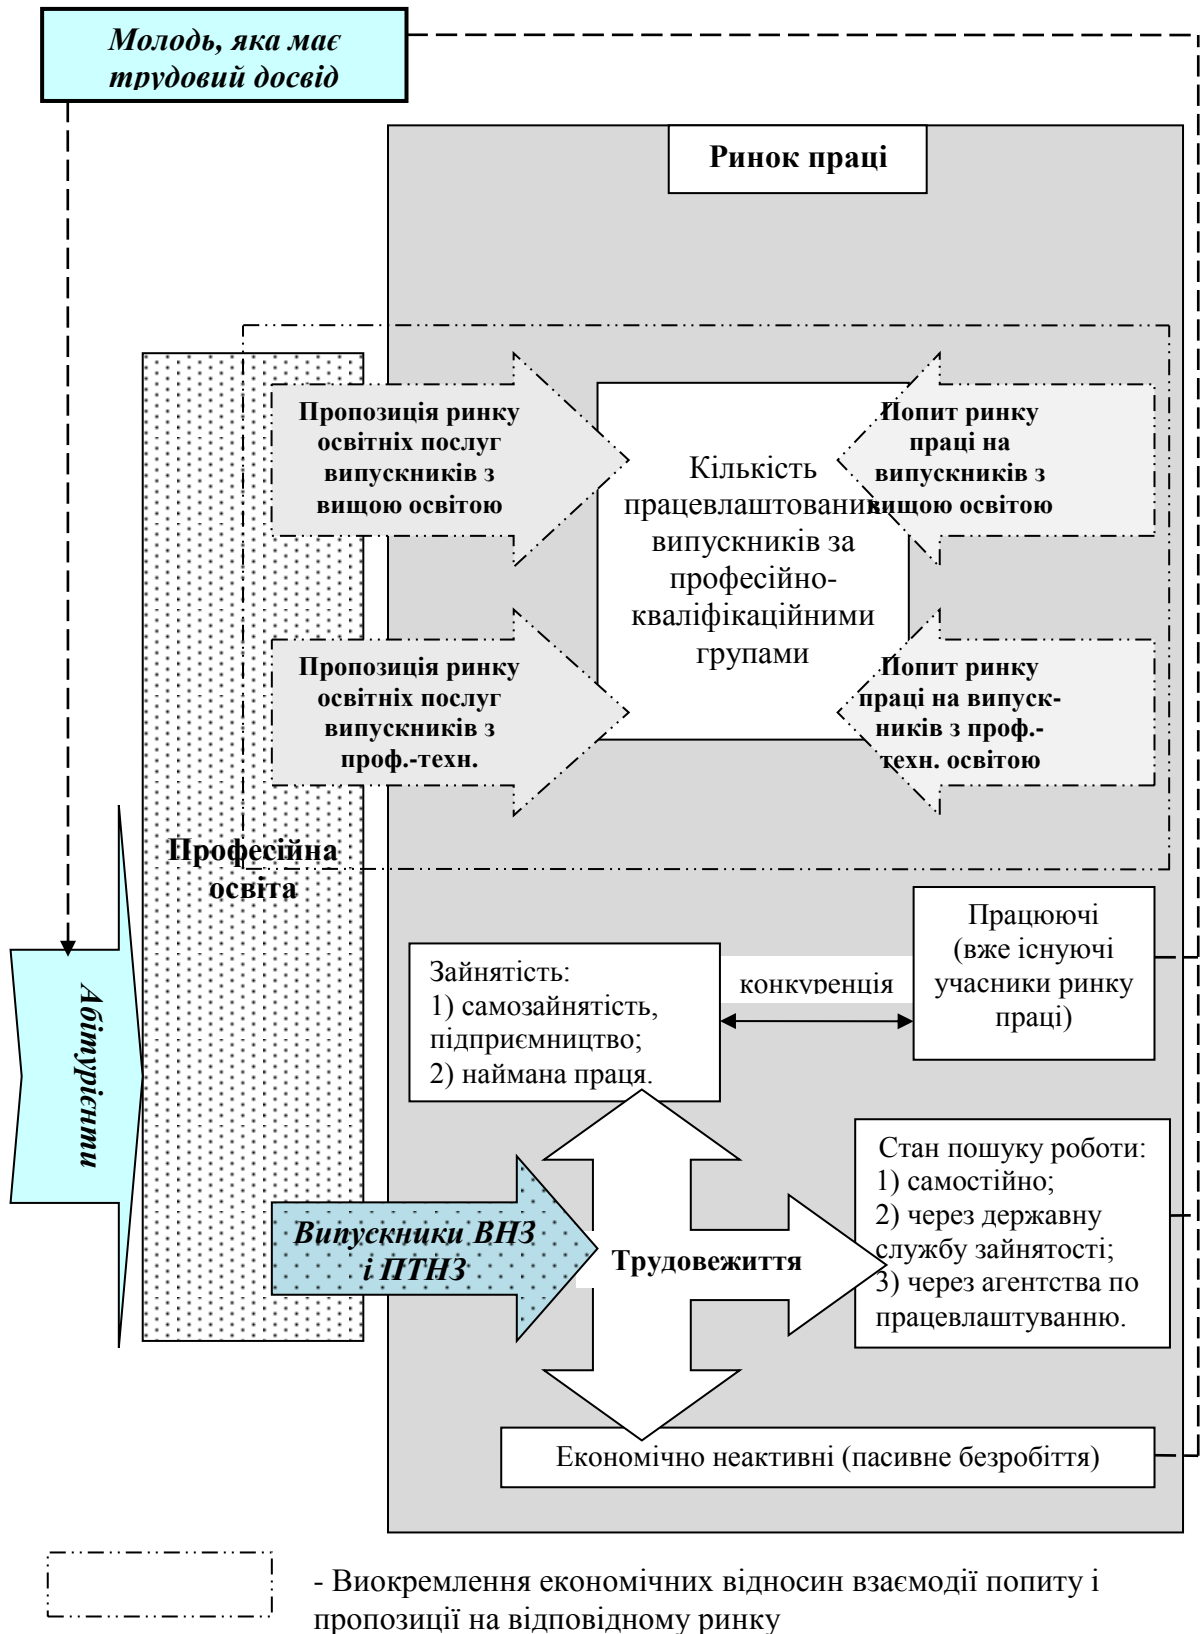 Молодь, яка має
трудовий досвід
Ринок праці
Пропозиція ринку
освітніх послуг
випускників з
вищою освітою
Кількість
працевлаштованих
випускників за
професійно-
кваліфікаційними
групами
Попит ринку
праці на
випускників з
вищою освітою
Пропозиція ринку
освітніх послуг
випускників з
проф.-техн.
Попит ринку
праці на випуск-
ників з проф.-
техн. освітою
Професійна
освіта
Абітурієнти
Зайнятість:
1) самозайнятість,
підприємництво;
2) наймана праця.
конкуренція
Працюючі
(вже існуючі
учасники ринку
праці)
Випускники ВНЗ
і ПТНЗ
Трудовежиття
Стан пошуку роботи:
1) самостійно;
2) через державну
службу зайнятості;
3) через агентства по
працевлаштуванню.
Економічно неактивні (пасивне безробіття)
- Виокремлення економічних відносин взаємодії попиту і
пропозиції на відповідному ринку